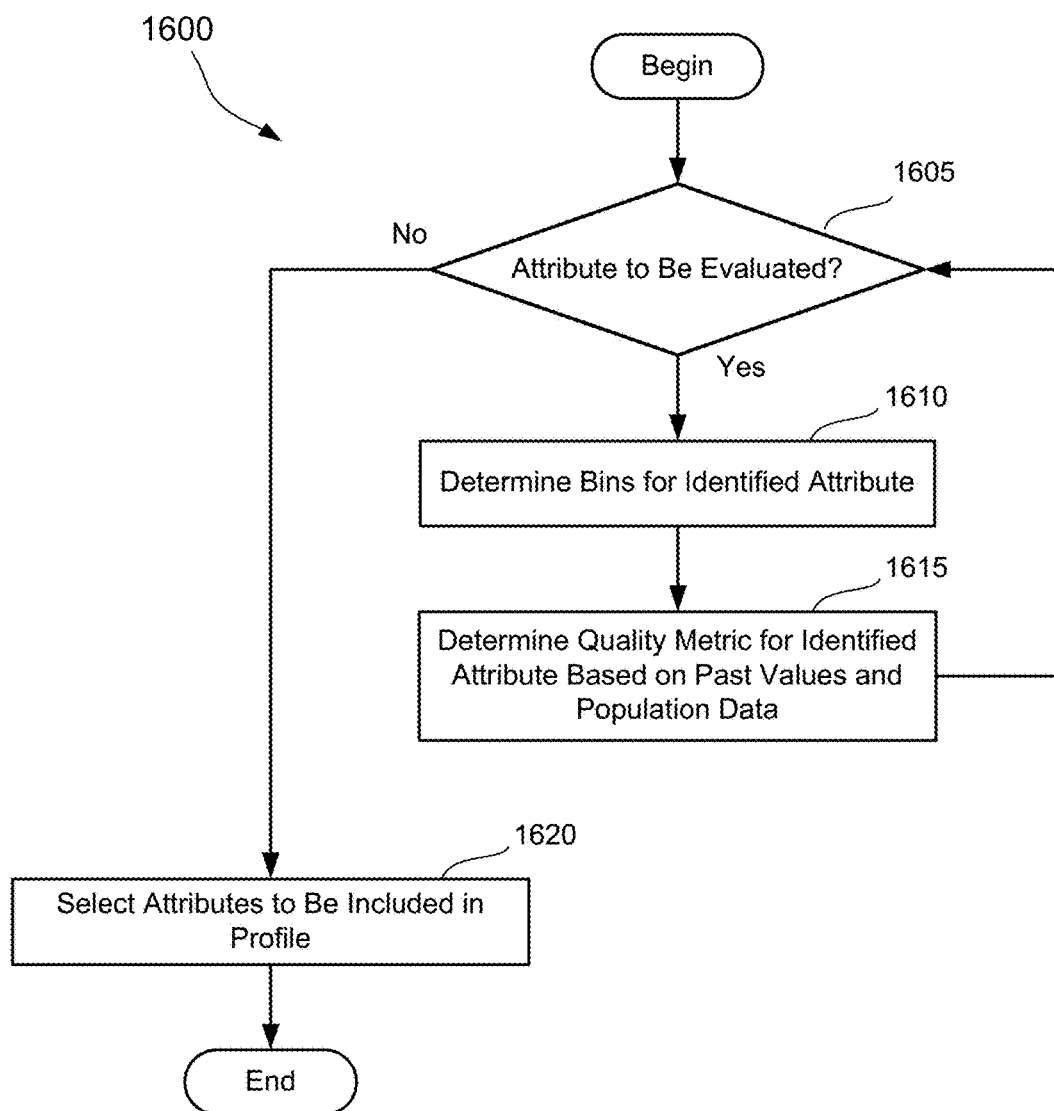 1600
Begin
1605
No
Attribute to Be Evaluated?
Yes
1610
Determine Bins for Identified Attribute
1615
Determine Quality Metric for Identified
Attribute Based on Past Values and
Population Data
1620
Select Attributes to Be Included in
Profile
End